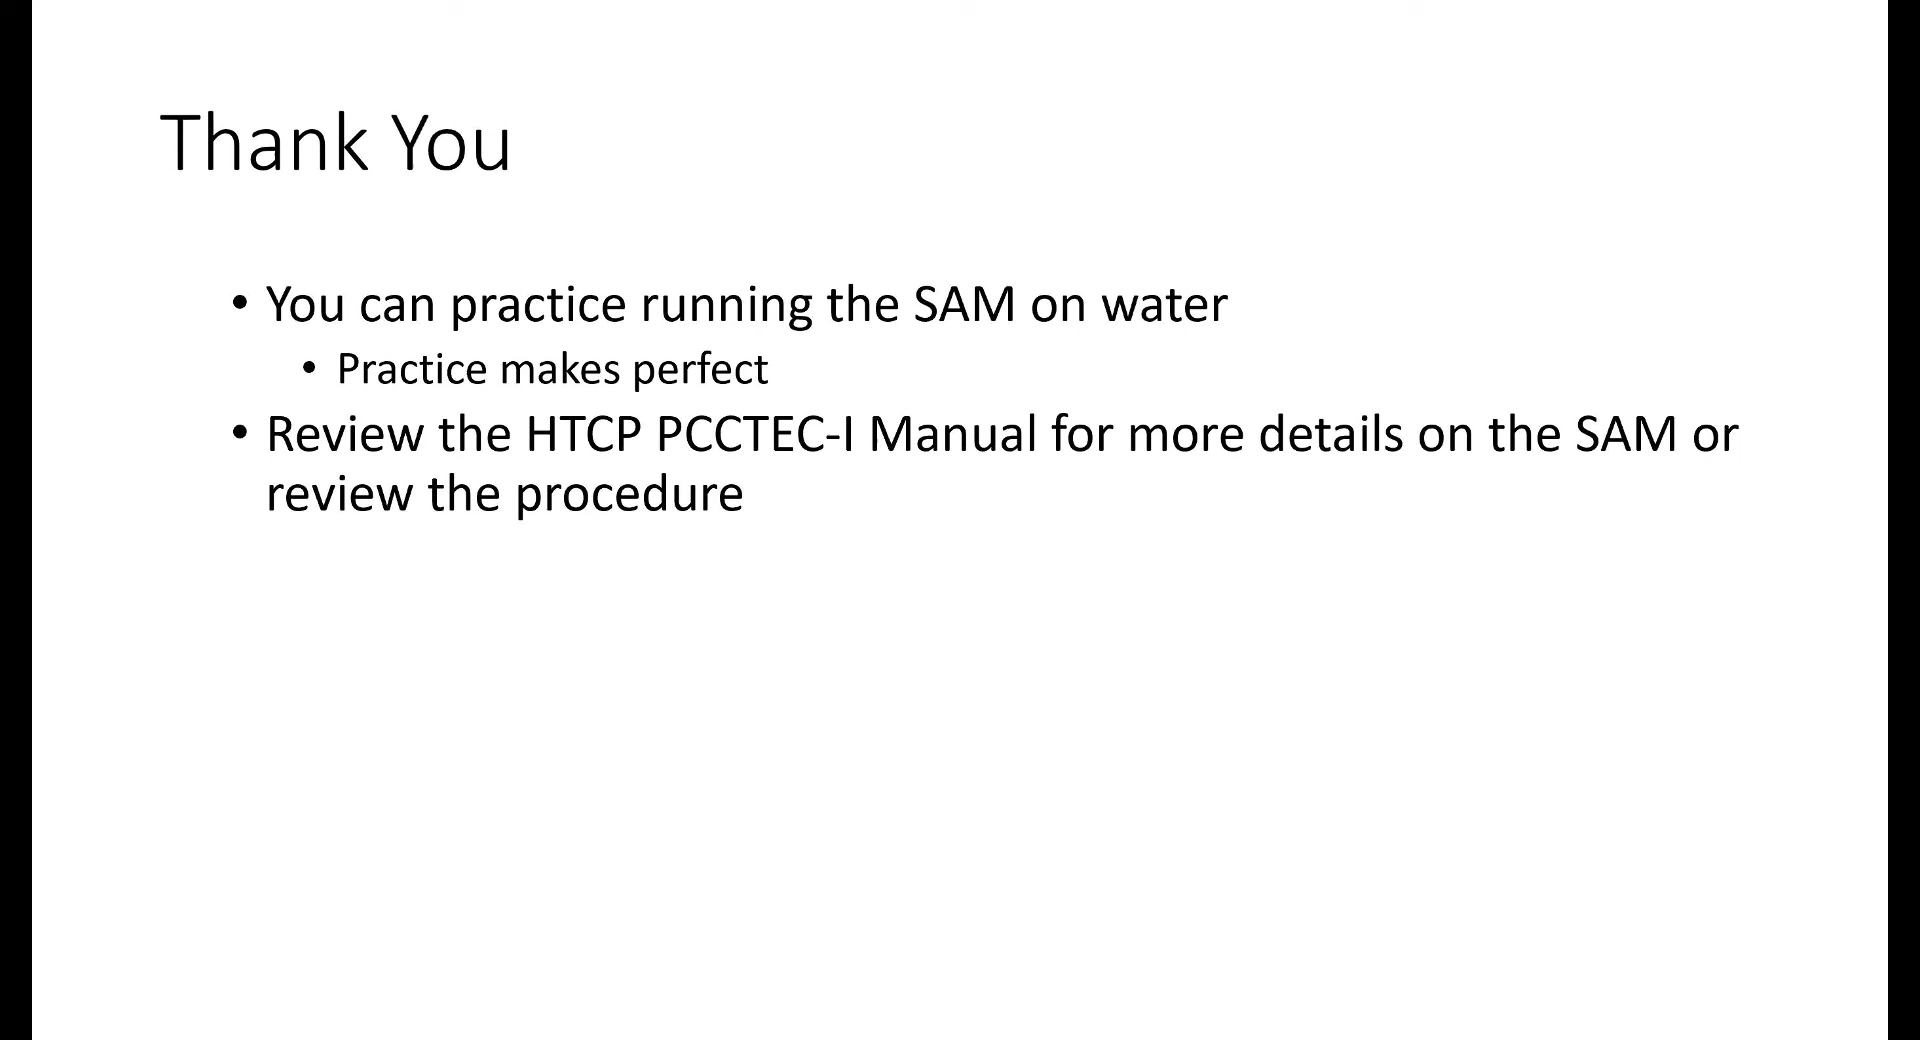 Thank You
• You can practice running the SAM on water
• Practice makes perfect
• Review the HTCP PCCTEC-I Manual for more details on the SAM or
review the procedure